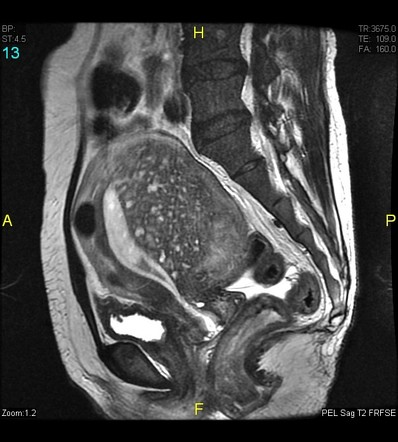 BP:
ST:4.5
13
H
TR:3675.0
TE: 109.0
FA: 160.0
A
P
Zoom:1.2
F
PEL Sag T2 FRFSE